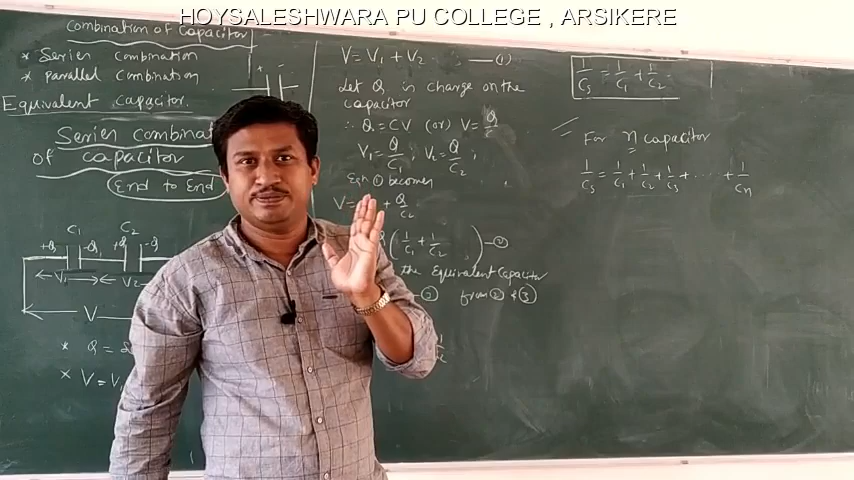 HOYSALESHWARA PU COLLEGE , ARSIKERE
Combination of Capacitor
* Series Combination
* Parallel Combination
Equivalent capacitor.
Series combinat
of capacitor
End to End
C1 C2
+Q -Q +Q -Q
V1 V2
V
* Q =
* V = V1
+ -
V = V1 + V2 —(1)
Let Q in charge on the
capacitor
∴ Q = CV (or) V = Q/C
V1 = Q/C1 , V2 = Q/C2 ;
Eqn ① becomes
V = + Q/C2
(1/C1 + 1/C2) —②
the Equivalent Capacitor
from ② & ③
1/Cs = 1/C1 + 1/C2
For n capacitor
1/Cs = 1/C1 + 1/C2 + 1/C3 + .... + 1/Cn